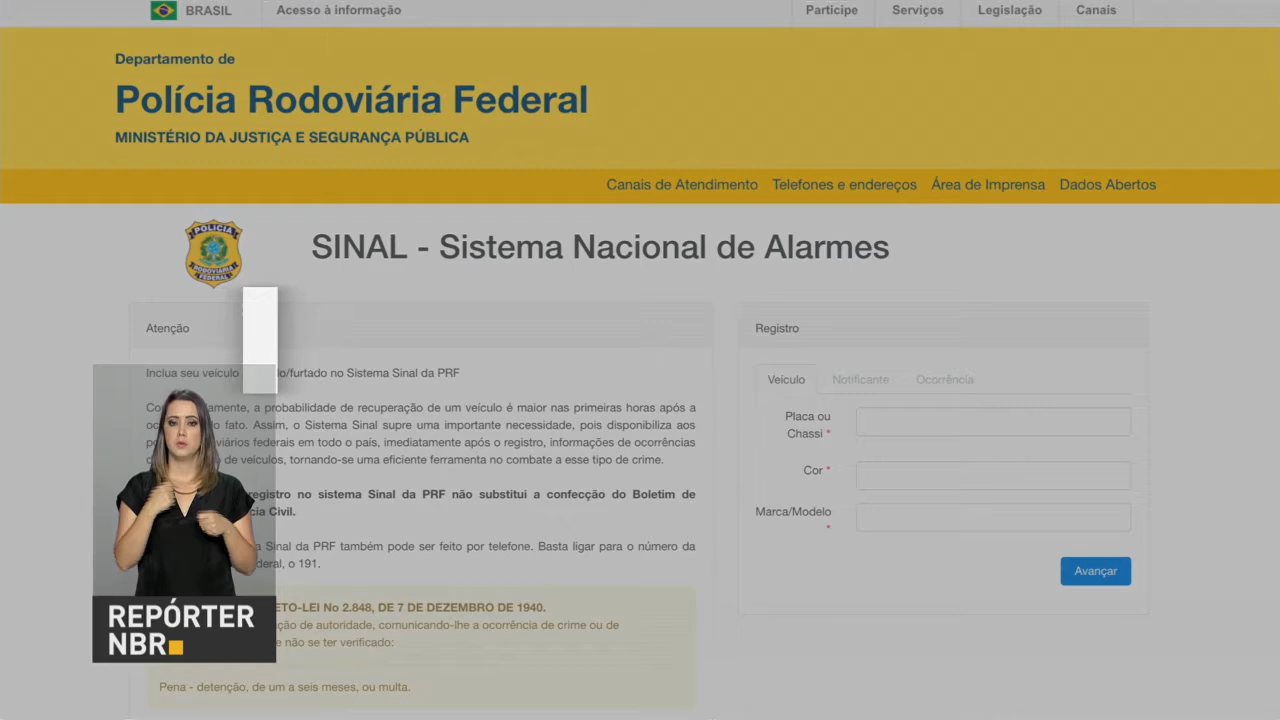 BRASIL
Acesso à informação
Participe
Serviços
Legislação
Canais
Departamento de
Polícia Rodoviária Federal
MINISTÉRIO DA JUSTIÇA E SEGURANÇA PÚBLICA
Canais de Atendimento
Telefones e endereços
Área de Imprensa
Dados Abertos
POLÍCIA
RODOVIÁRIA
FEDERAL
SINAL - Sistema Nacional de Alarmes
Atenção
Inclua seu veículo o/furtado no Sistema Sinal da PRF
amente, a probabilidade de recuperação de um veículo é maior nas primeiras horas após a
o fato. Assim, o Sistema Sinal supre uma importante necessidade, pois disponibiliza aos
viários federais em todo o país, imediatamente após o registro, informações de ocorrências
de veículos, tornando-se uma eficiente ferramenta no combate a esse tipo de crime.
egistro no sistema Sinal da PRF não substitui a confecção do Boletim de
cia Civil.
a Sinal da PRF também pode ser feito por telefone. Basta ligar para o número da
deral, o 191.
ETO-LEI No 2.848, DE 7 DE DEZEMBRO DE 1940.
ção de autoridade, comunicando-lhe a ocorrência de crime ou de
e não se ter verificado:
Pena - detenção, de um a seis meses, ou multa.
Registro
Veículo
Notificante
Ocorrência
Placa ou
Chassi *
Cor *
Marca/Modelo
*
Avançar
REPÓRTER
NBR